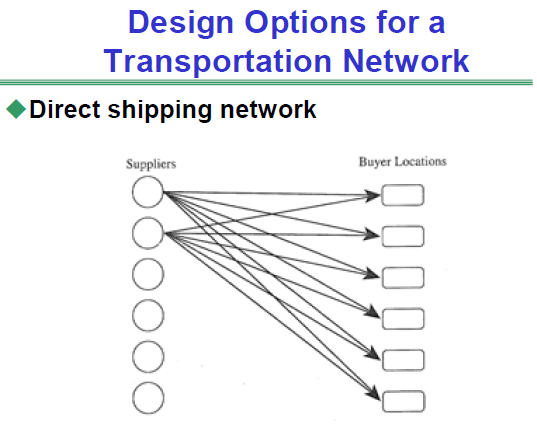 Design Options for a
Transportation Network
Direct shipping network
Suppliers
Buyer Locations